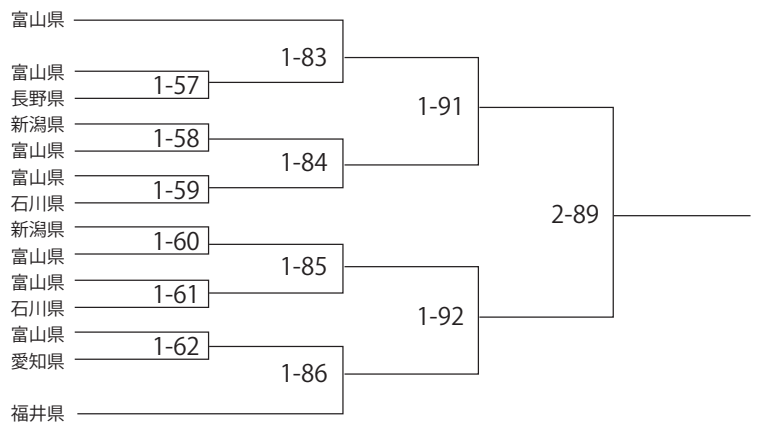 富山県
1-83
富山県
1-57
長野県
1-91
新潟県
1-58
富山県
1-84
富山県
1-59
石川県
2-89
新潟県
1-60
富山県
1-85
富山県
1-61
石川県
1-92
富山県
1-62
愛知県
1-86
福井県